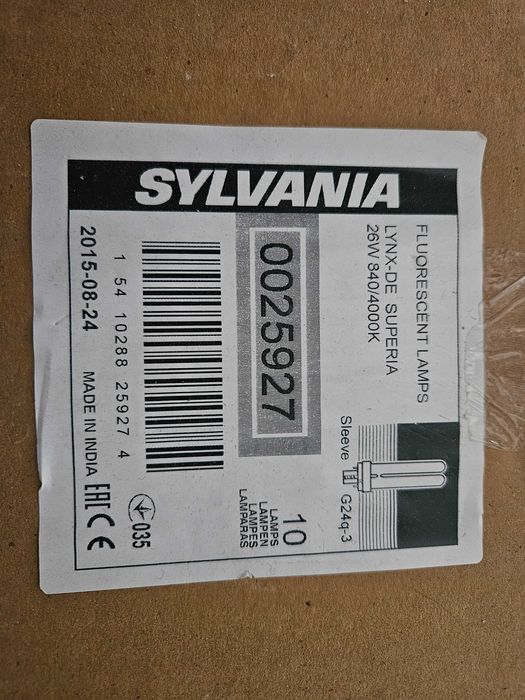 SYLVANIA
FLUORESCENT LAMPS
LYNX-DE SUPERIA
26W 840/4000K
Sleeve G24q-3
0025927
10
LAMPS
LAMPEN
LAMPES
LAMPARAS
1 54 10288 25927 4
035
2015-08-24 MADE IN INDIA EAC CE